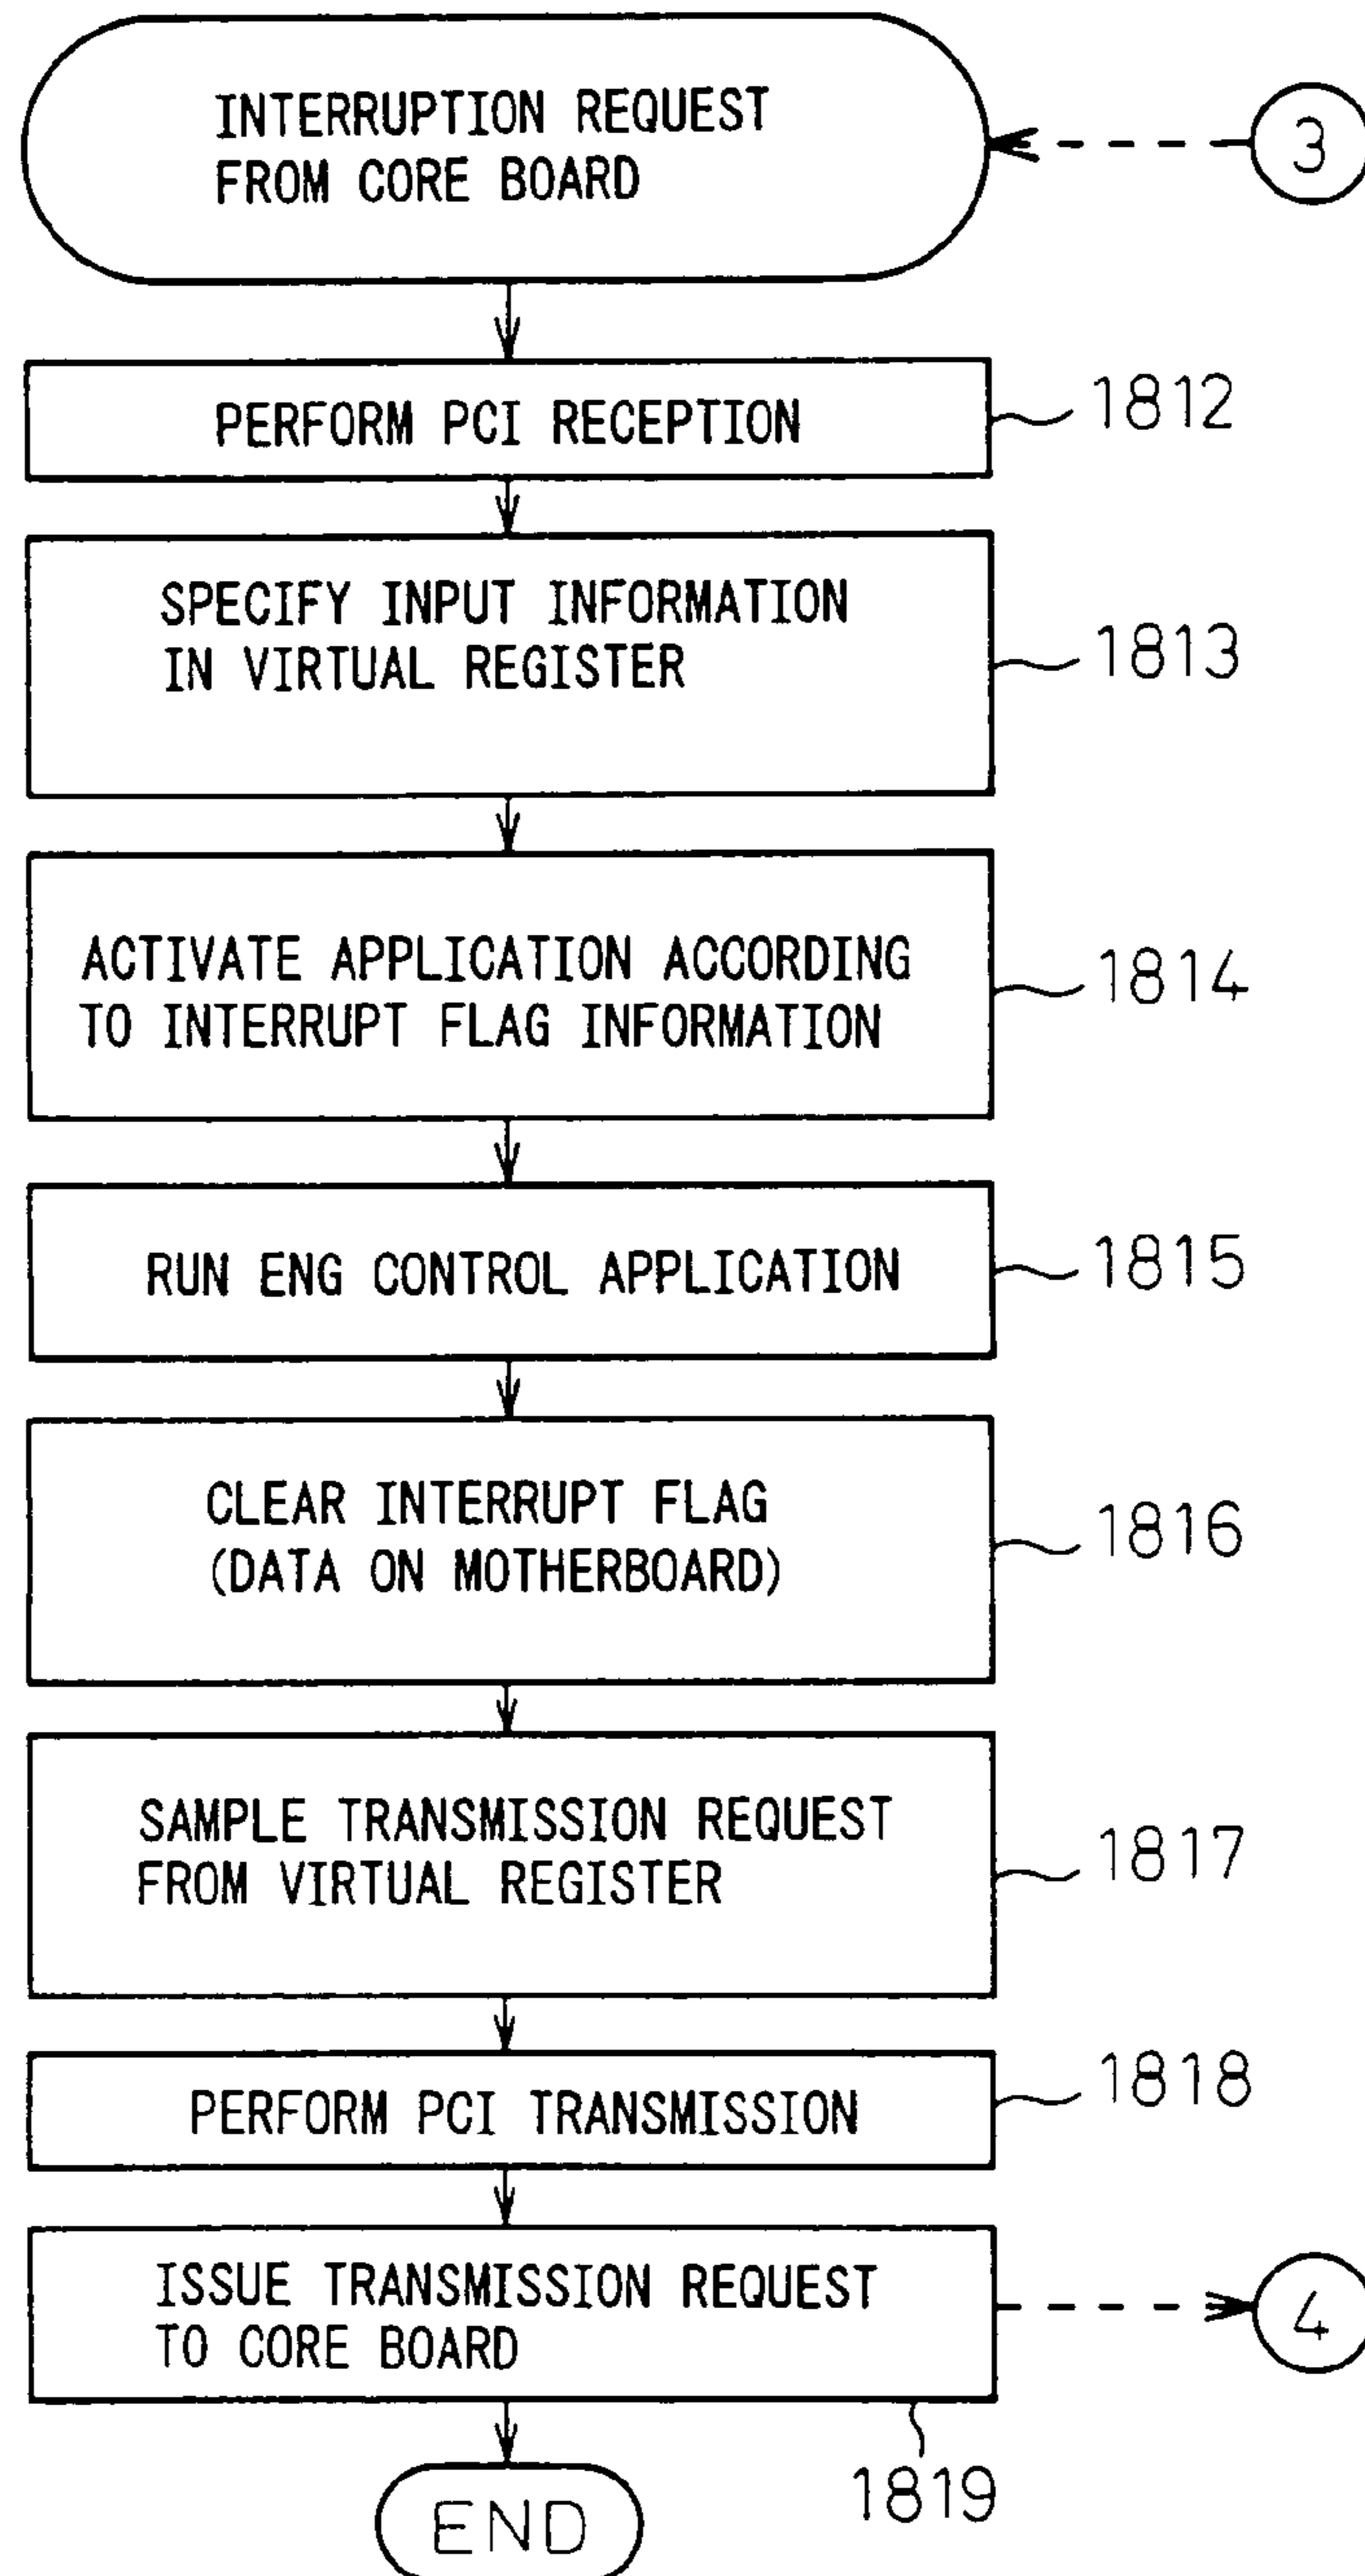 INTERRUPTION REQUEST
FROM CORE BOARD
3
PERFORM PCI RECEPTION
1812
SPECIFY INPUT INFORMATION
IN VIRTUAL REGISTER
1813
ACTIVATE APPLICATION ACCORDING
TO INTERRUPT FLAG INFORMATION
1814
RUN ENG CONTROL APPLICATION
1815
CLEAR INTERRUPT FLAG
(DATA ON MOTHERBOARD)
1816
SAMPLE TRANSMISSION REQUEST
FROM VIRTUAL REGISTER
1817
PERFORM PCI TRANSMISSION
1818
ISSUE TRANSMISSION REQUEST
TO CORE BOARD
4
1819
END